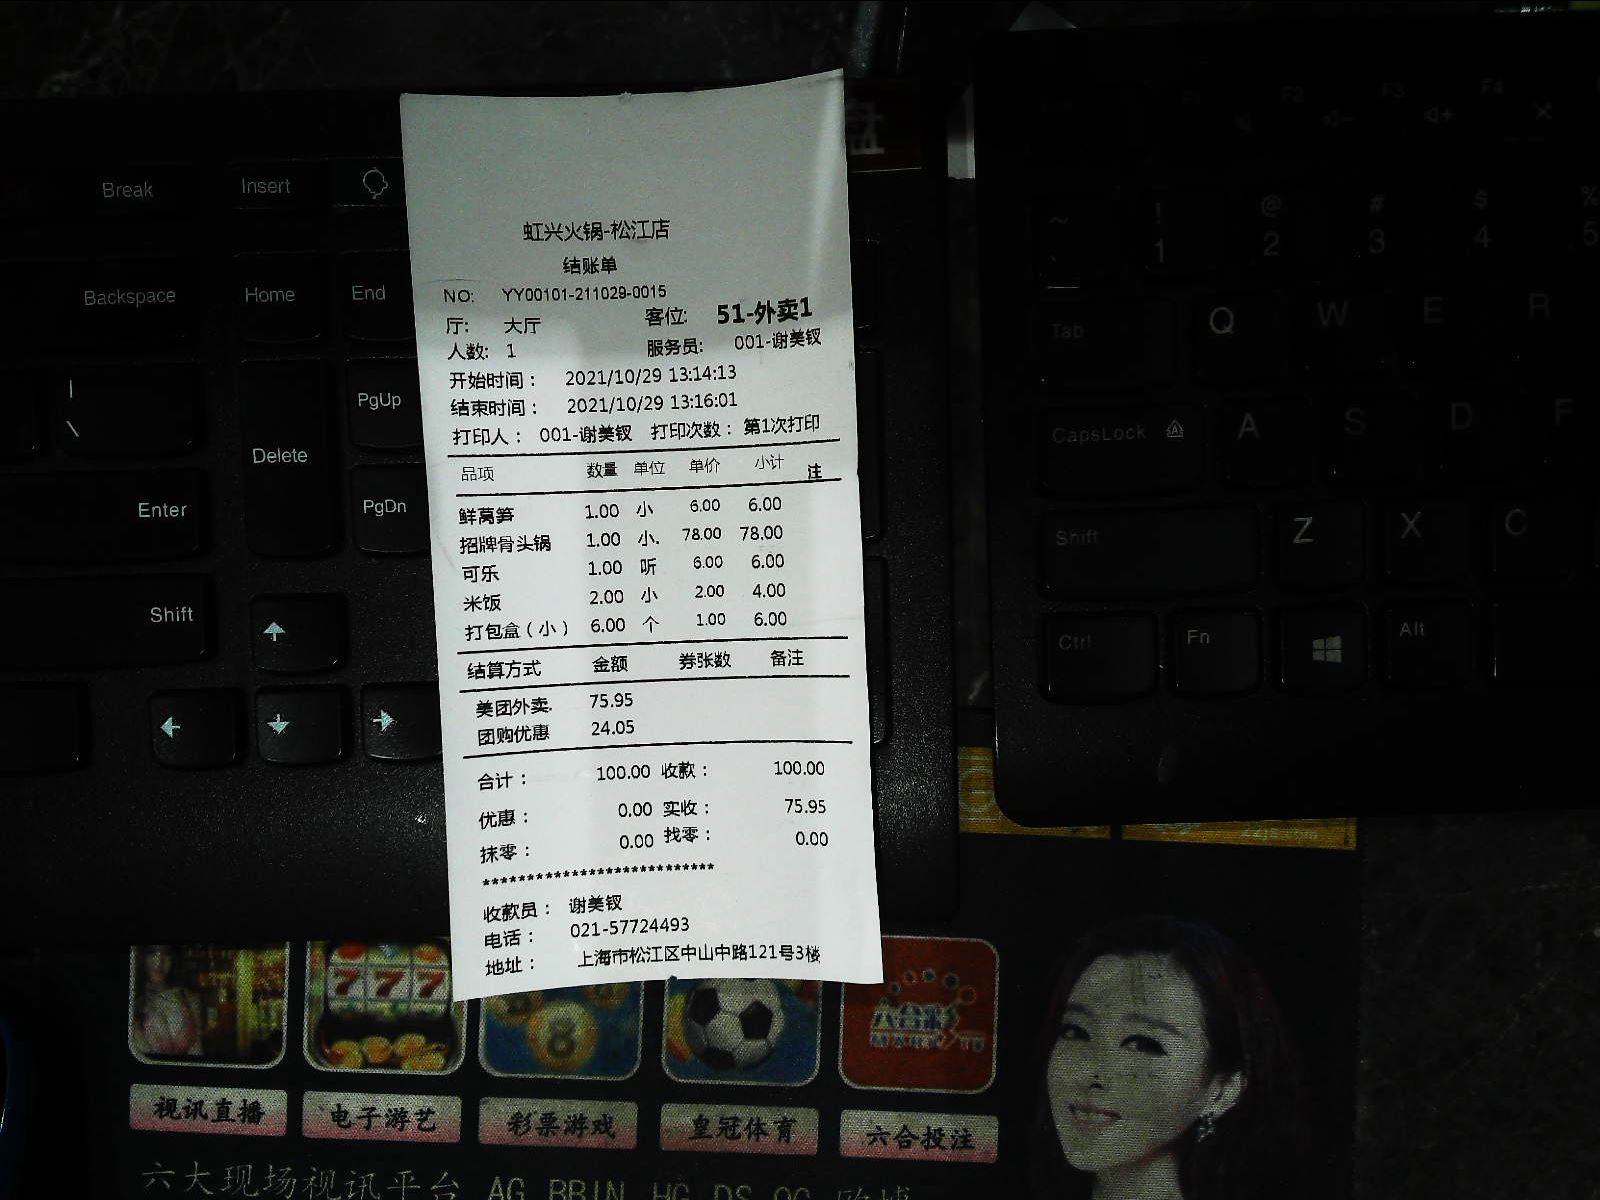 虹兴火锅-松江店
结账单
NO: YY00101-211029-0015
厅: 大厅 客位: 51-外卖1
人数: 1 服务员: 001-谢美钗
开始时间: 2021/10/29 13:14:13
结束时间: 2021/10/29 13:16:01
打印人: 001-谢美钗 打印次数: 第1次打印
品项 数量 单位 单价 小计 注
鲜莴笋 1.00 小 6.00 6.00
招牌骨头锅 1.00 小. 78.00 78.00
可乐 1.00 听 6.00 6.00
米饭 2.00 小 2.00 4.00
打包盒(小) 6.00 个 1.00 6.00
结算方式 金额 券张数 备注
美团外卖. 75.95
团购优惠 24.05
合计: 100.00 收款: 100.00
优惠: 0.00 实收: 75.95
抹零: 0.00 找零: 0.00
**************************
收款员: 谢美钗
电话: 021-57724493
地址: 上海市松江区中山中路121号3楼
Break Insert
Backspace Home End
| \ PgUp
Delete
Enter PgDn
Shift
F2 F3 F4
~ ! 1 @ 2 # 3 $ 4 % 5
Tab Q W E R
CapsLock A S D F
Shift Z X C
Ctrl Fn Alt
777
8
视讯直播 电子游艺 彩票游戏 皇冠体育 六合投注
六大现场视讯平台 AG BBIN HG DS OG